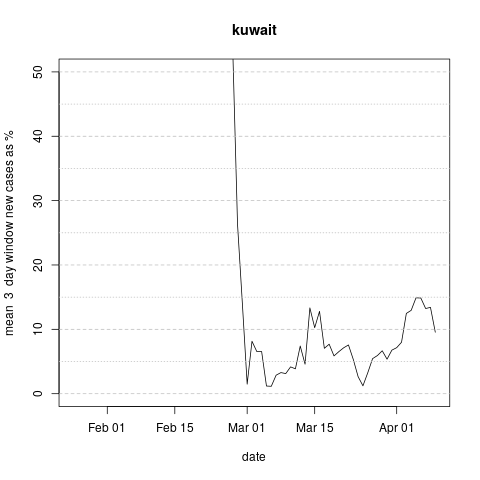 kuwait
mean  3  day window new cases as %
50
40
30
20
10
0
Feb 01
Feb 15
Mar 01
Mar 15
Apr 01
date